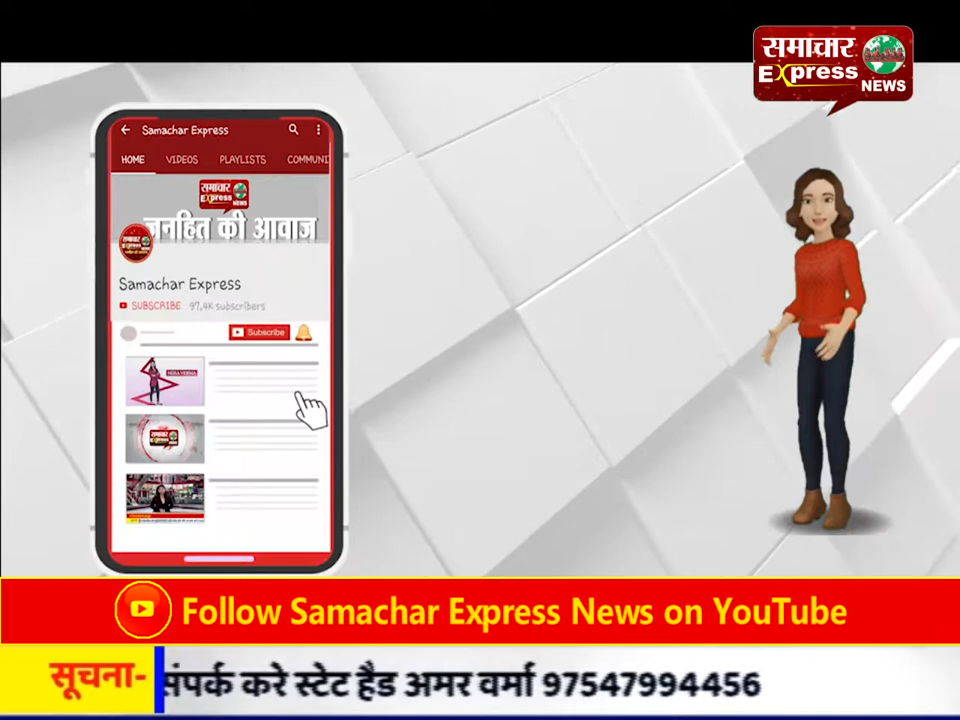 समाचार
Express
NEWS
Samachar Express
HOME VIDEOS PLAYLISTS COMMUNI
समाचार
Express
NEWS
जनहित की आवाज
Samachar Express
SUBSCRIBE 97.4K subscribers
Subscribe
Follow Samachar Express News on YouTube
सूचना- संपर्क करे स्टेट हैड अमर वर्मा 97547994456